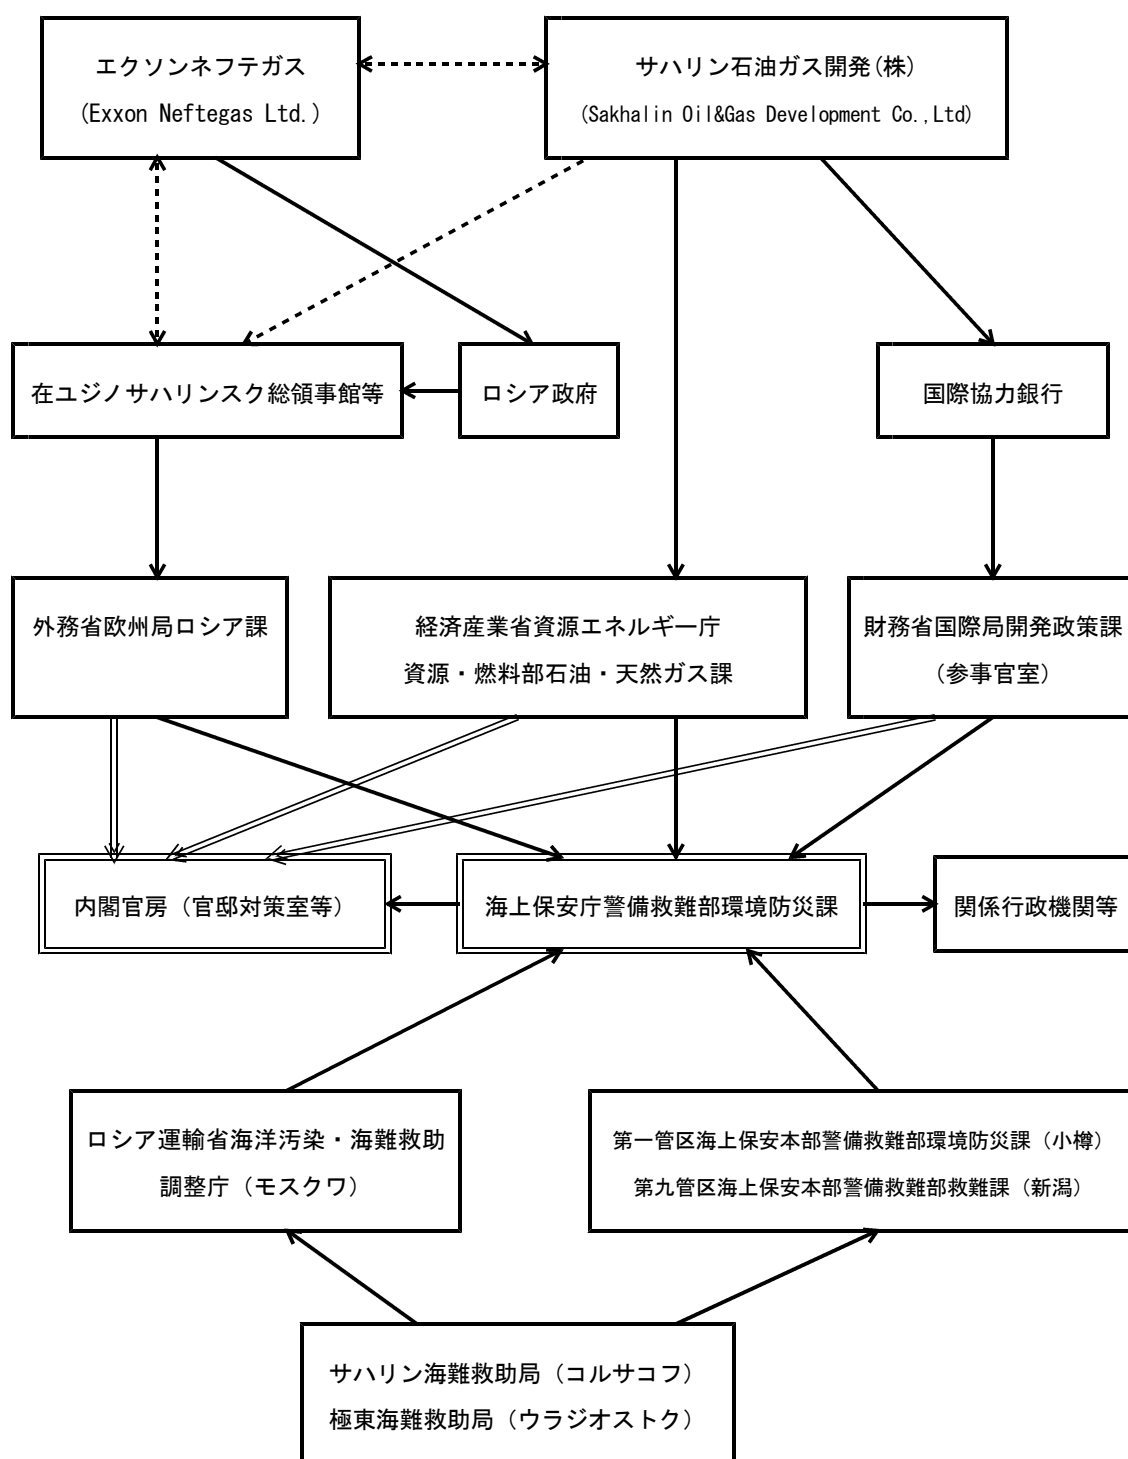 エクソンネフテガス
(Exxon Neftegas Ltd.)
サハリン石油ガス開発(株)
(Sakhalin Oil&Gas Development Co.,Ltd)
在ユジノサハリンスク総領事館等
ロシア政府
国際協力銀行
外務省欧州局ロシア課
経済産業省資源エネルギー庁
資源・燃料部石油・天然ガス課
財務省国際局開発政策課
（参事官室）
内閣官房（官邸対策室等）
海上保安庁警備救難部環境防災課
関係行政機関等
ロシア運輸省海洋汚染・海難救助
調整庁（モスクワ）
第一管区海上保安本部警備救難部環境防災課（小樽）
第九管区海上保安本部警備救難部救難課（新潟）
サハリン海難救助局（コルサコフ）
極東海難救助局（ウラジオストク）